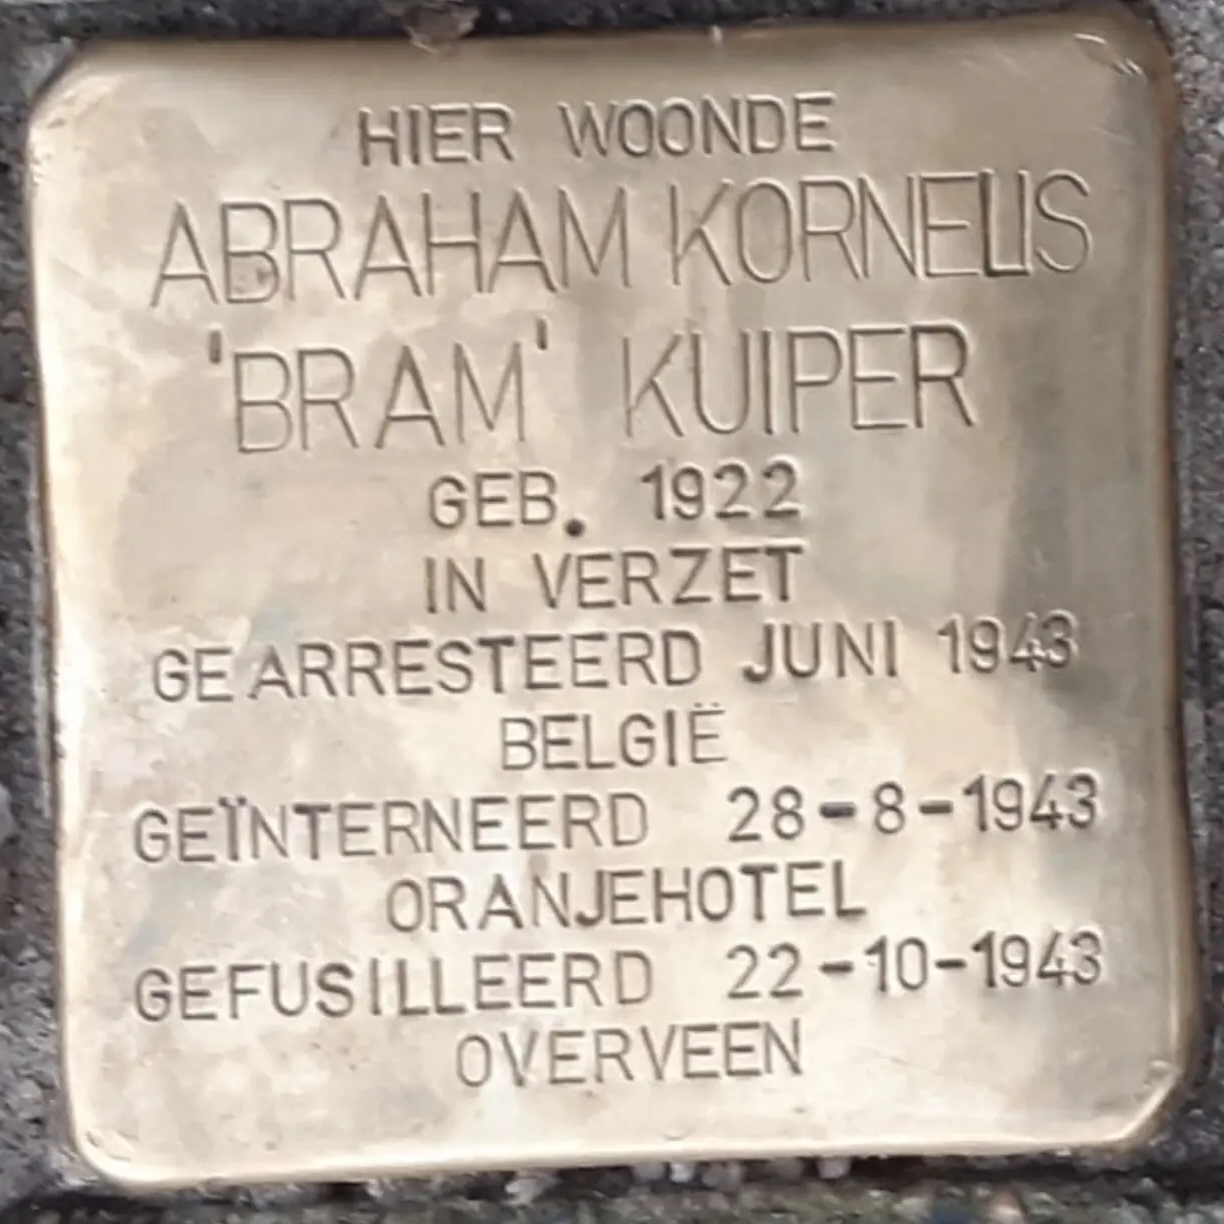 HIER WOONDE
ABRAHAM KORNELIS
'BRAM' KUIPER
GEB. 1922
IN VERZET
GEARRESTEERD JUNI 1943
BELGIË
GEÏNTERNEERD 28-8-1943
ORANJEHOTEL
GEFUSILLEERD 22-10-1943
OVERVEEN